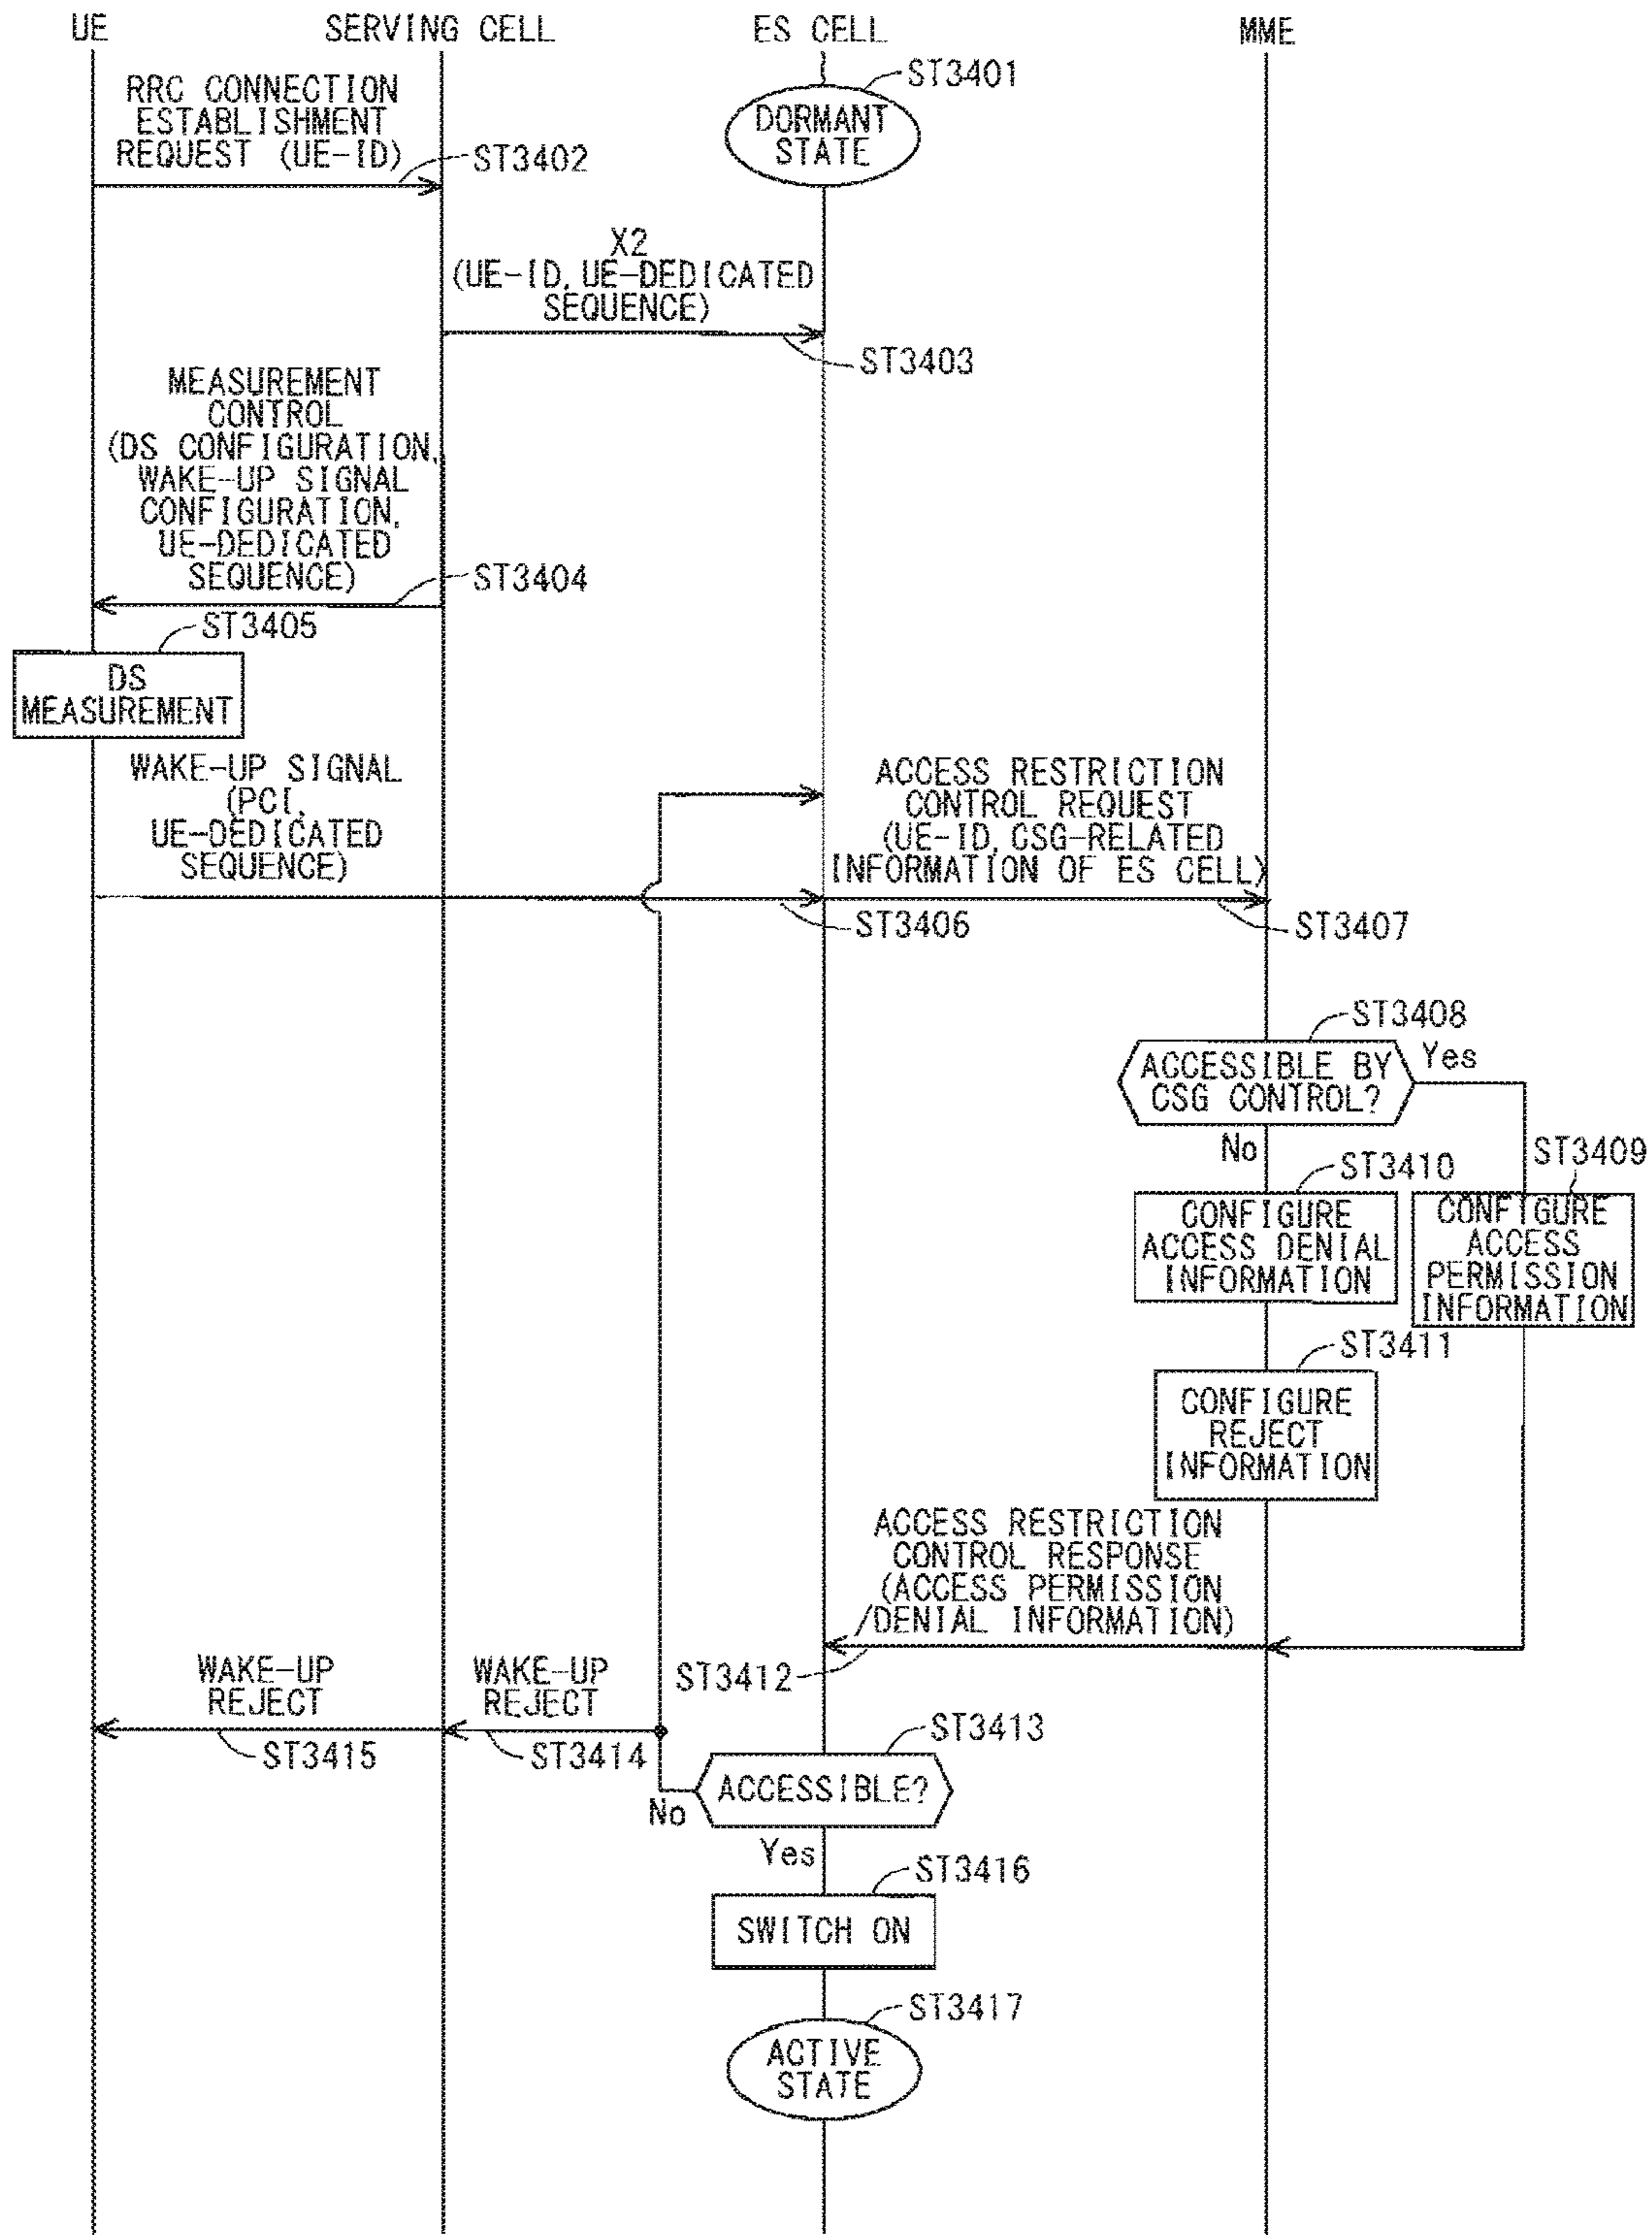 UE
SERVING CELL
ES CELL
MME
ST3401
DORMANT
STATE
RRC CONNECTION
ESTABLISHMENT
REQUEST (UE-ID)
ST3402
X2
(UE-ID, UE-DEDICATED
SEQUENCE)
ST3403
MEASUREMENT
CONTROL
(DS CONFIGURATION,
WAKE-UP SIGNAL
CONFIGURATION,
UE-DEDICATED
SEQUENCE)
ST3404
ST3405
DS
MEASUREMENT
WAKE-UP SIGNAL
(PCI,
UE-DEDICATED
SEQUENCE)
ST3406
ACCESS RESTRICTION
CONTROL REQUEST
(UE-ID, CSG-RELATED
INFORMATION OF ES CELL)
ST3407
ST3408
ACCESSIBLE BY
CSG CONTROL?
Yes
No
ST3409
CONFIGURE
ACCESS
PERMISSION
INFORMATION
ST3410
CONFIGURE
ACCESS DENIAL
INFORMATION
ST3411
CONFIGURE
REJECT
INFORMATION
ACCESS RESTRICTION
CONTROL RESPONSE
(ACCESS PERMISSION
/DENIAL INFORMATION)
ST3412
ST3413
ACCESSIBLE?
No
Yes
WAKE-UP
REJECT
ST3414
WAKE-UP
REJECT
ST3415
ST3416
SWITCH ON
ST3417
ACTIVE
STATE